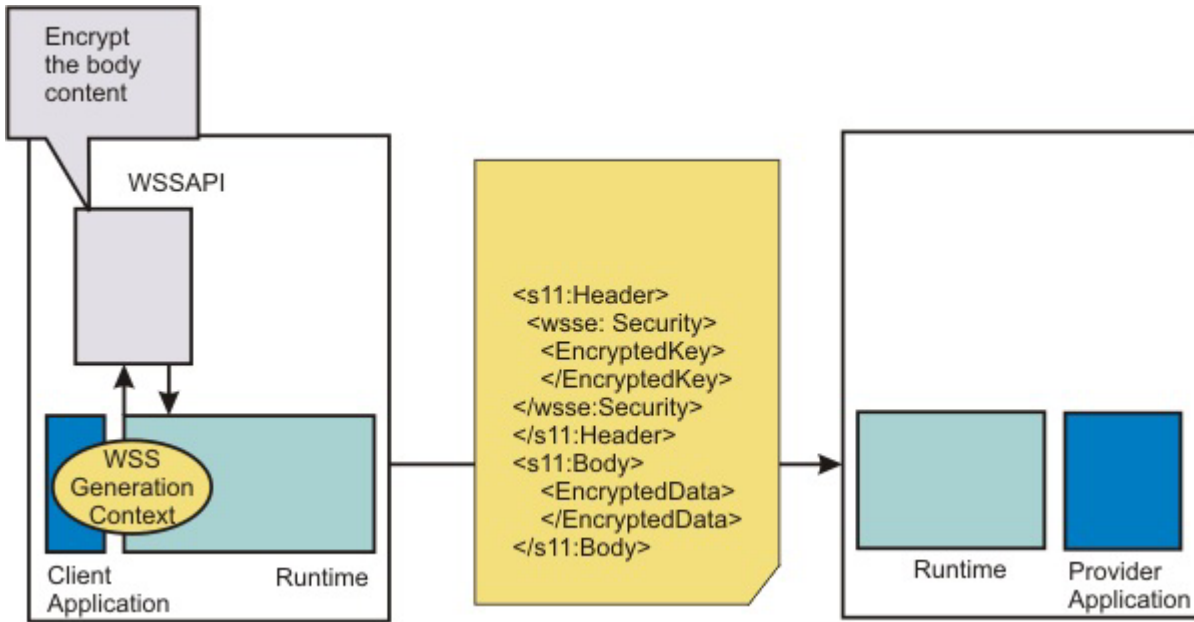 Encrypt
the body
content
WSSAPI
WSS
Generation
Context
Client
Application
Runtime
<s11:Header>
<wsse: Security>
<EncryptedKey>
</EncryptedKey>
</wsse:Security>
</s11:Header>
<s11:Body>
<EncryptedData>
</EncryptedData>
</s11:Body>
Runtime
Provider
Application